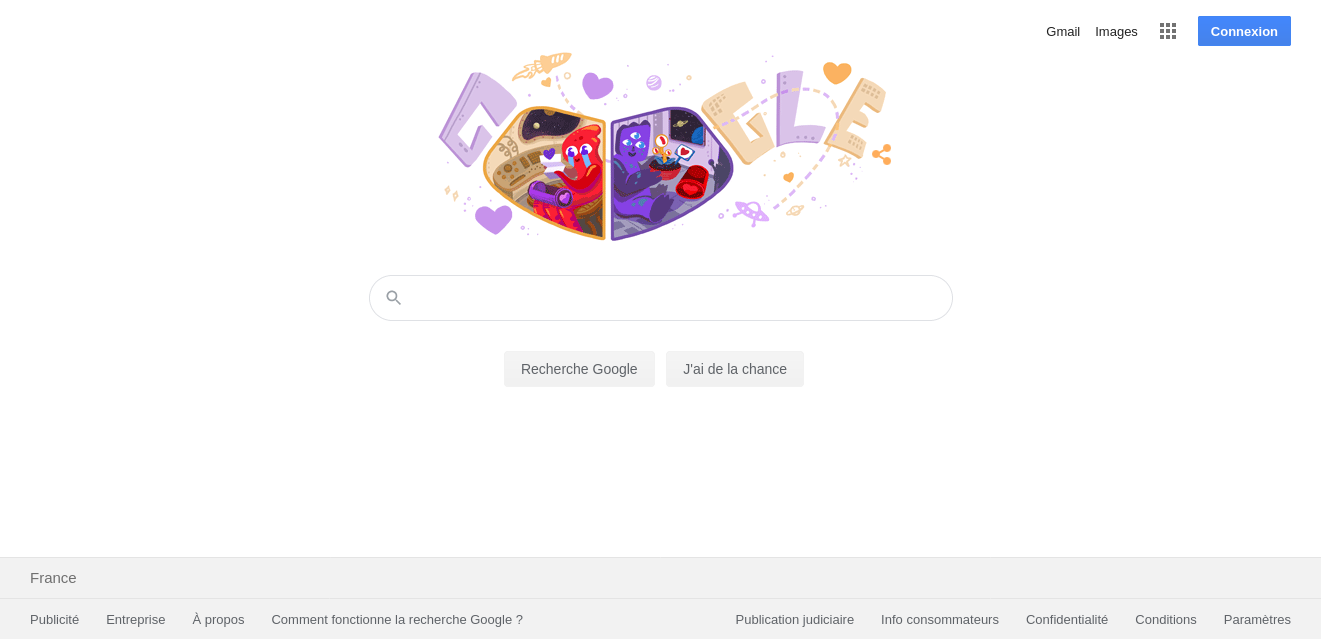 Gmail Images Connexion
G GLE
Recherche Google J'ai de la chance
France
Publicité Entreprise À propos Comment fonctionne la recherche Google ? Publication judiciaire Info consommateurs Confidentialité Conditions Paramètres